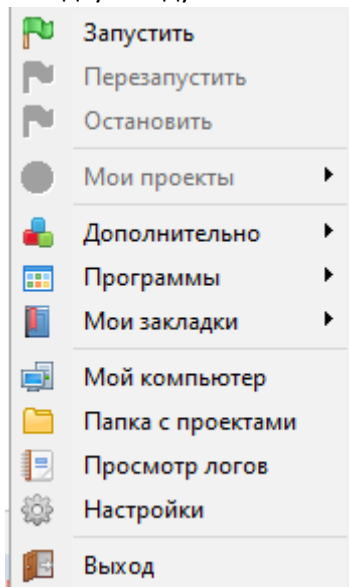 Запустить
Перезапустить
Остановить
Мои проекты
Дополнительно
Программы
Мои закладки
Мой компьютер
Папка с проектами
Просмотр логов
Настройки
Выход